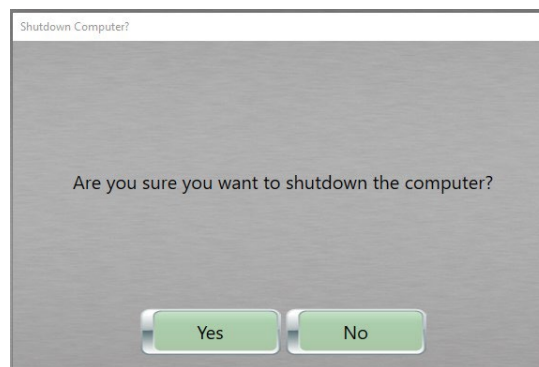 Shutdown Computer?
Are you sure you want to shutdown the computer?
Yes No